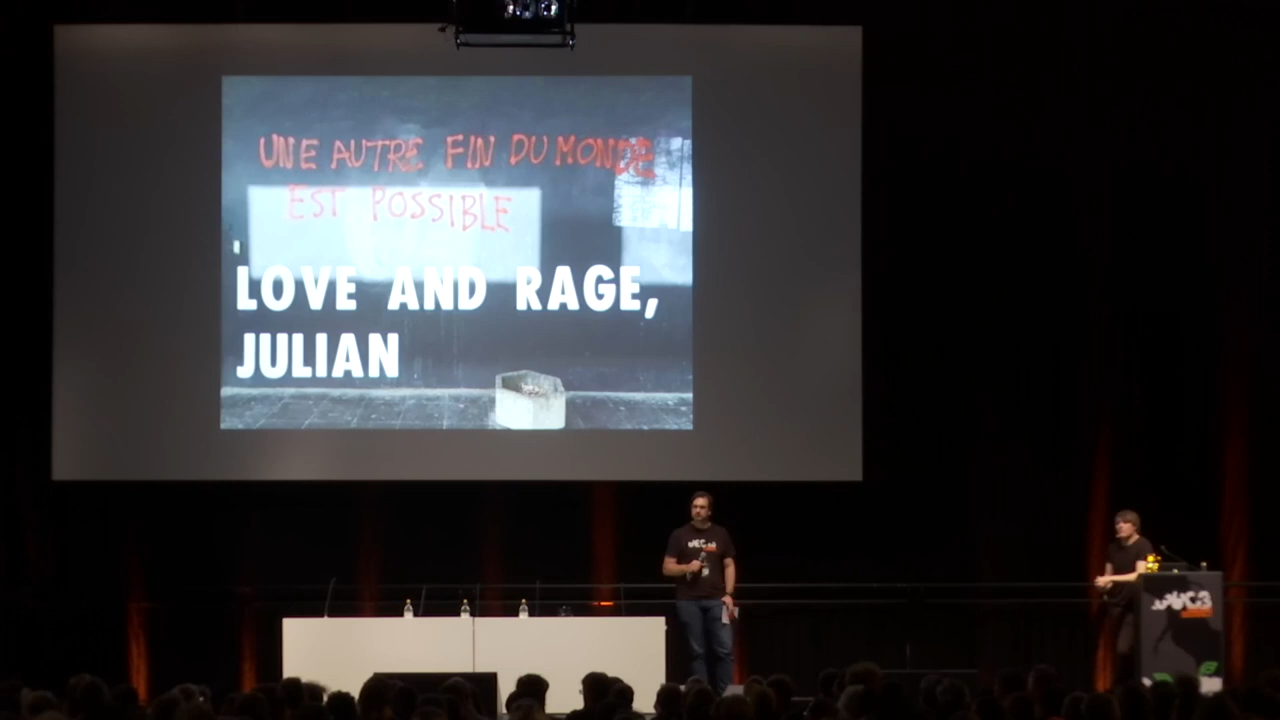 UNE AUTRE FIN DU MONDE
EST POSSIBLE
LOVE AND RAGE,
JULIAN